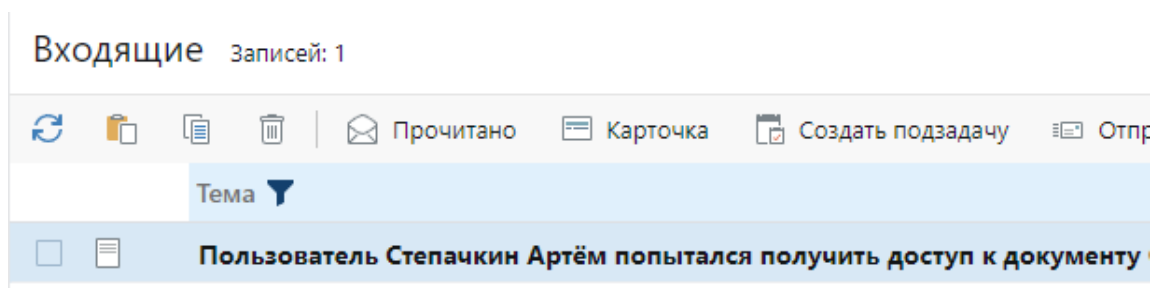 Входящие Записей: 1
Прочитано Карточка Создать подзадачу
Тема
Пользователь Степачкин Артём попытался получить доступ к документу